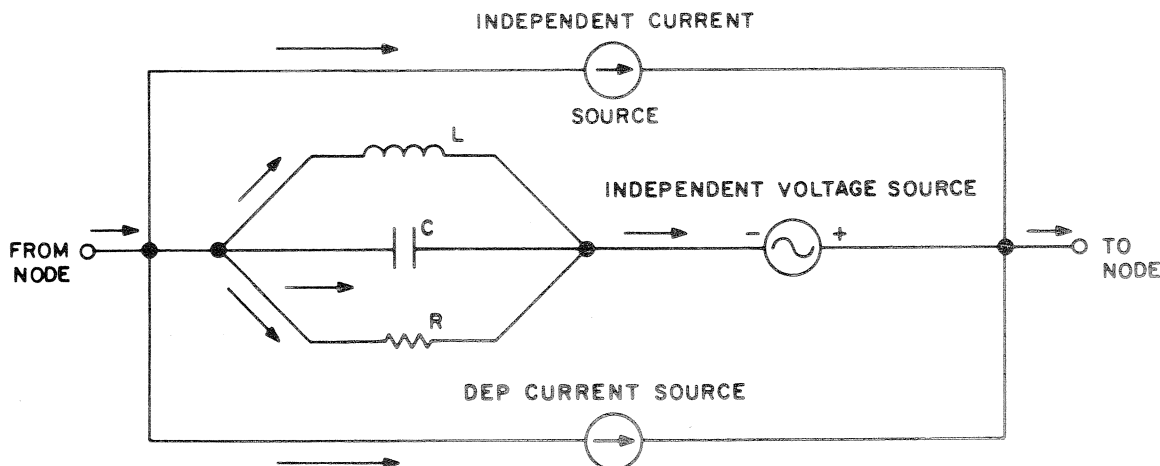 INDEPENDENT CURRENT
SOURCE
L
INDEPENDENT VOLTAGE SOURCE
C
- +
FROM
NODE
TO
NODE
R
DEP CURRENT SOURCE